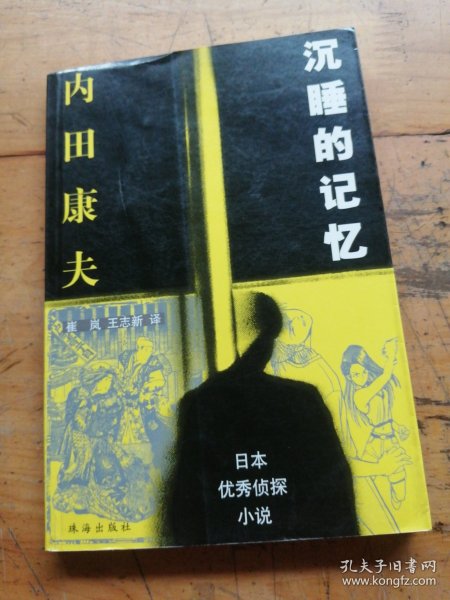 沉睡的记忆
内田康夫
崔岚 王志新 译
日本
优秀侦探
小说
珠海出版社
孔夫子旧书网
www.kongfz.com